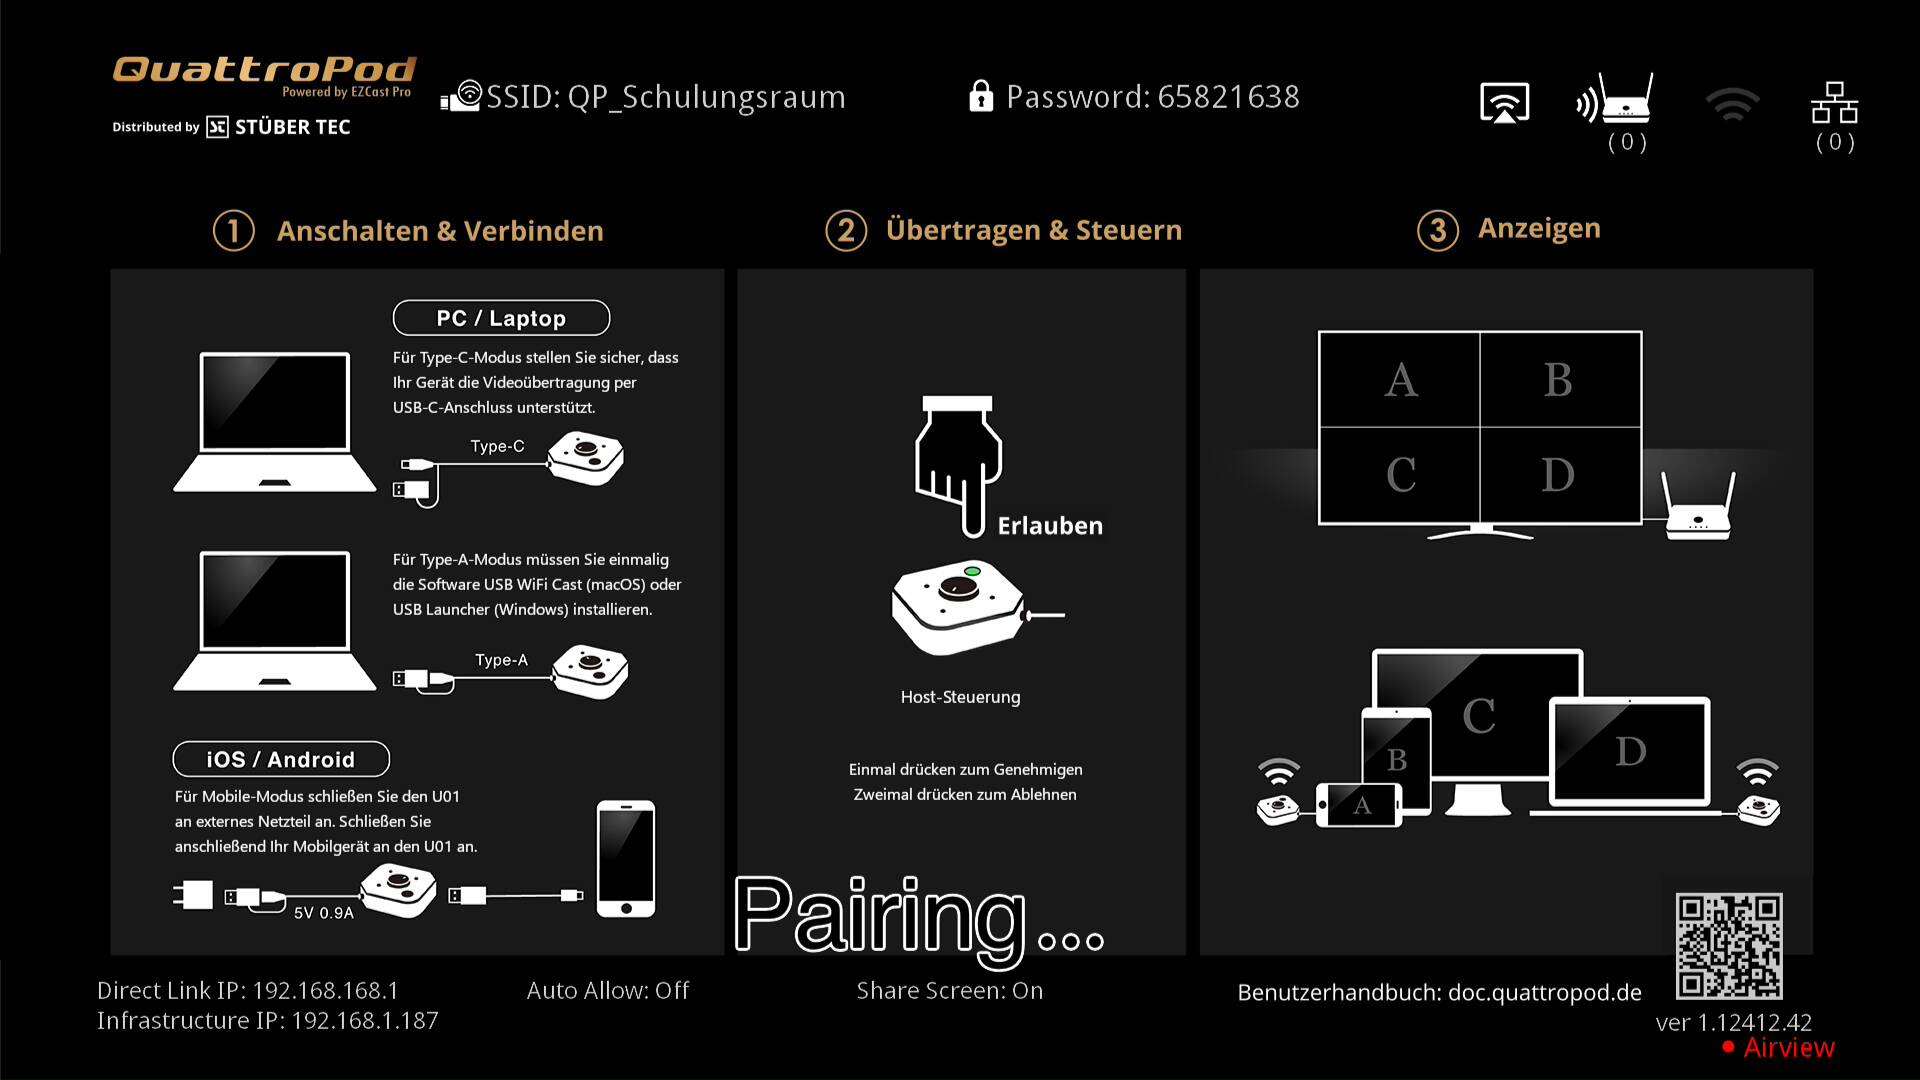 QuattroPod
Powered by EZCast Pro
Distributed by St STÜBER TEC
SSID: QP_Schulungsraum
Password: 65821638
( 0 )
( 0 )
1 Anschalten & Verbinden
PC / Laptop
Für Type-C-Modus stellen Sie sicher, dass
Ihr Gerät die Videoübertragung per
USB-C-Anschluss unterstützt.
Type-C
Für Type-A-Modus müssen Sie einmalig
die Software USB WiFi Cast (macOS) oder
USB Launcher (Windows) installieren.
Type-A
iOS / Android
Für Mobile-Modus schließen Sie den U01
an externes Netzteil an. Schließen Sie
anschließend Ihr Mobilgerät an den U01 an.
5V 0.9A
2 Übertragen & Steuern
Erlauben
Host-Steuerung
Einmal drücken zum Genehmigen
Zweimal drücken zum Ablehnen
Pairing...
3 Anzeigen
A B
C D
C
B
D
A
Direct Link IP: 192.168.168.1
Infrastructure IP: 192.168.1.187
Auto Allow: Off
Share Screen: On
Benutzerhandbuch: doc.quattropod.de
ver 1.12412.42
• Airview